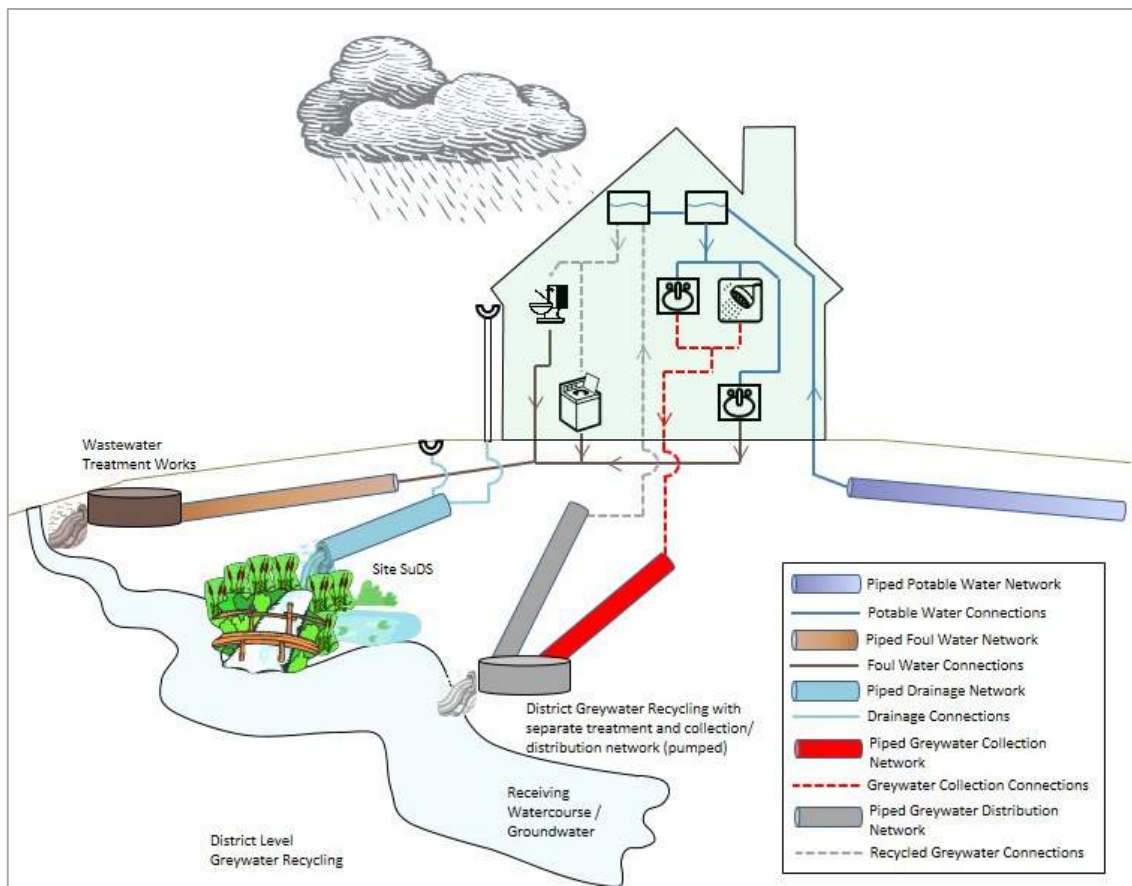 Wastewater
Treatment Works
Site SuDS
District Greywater Recycling with
separate treatment and collection/
distribution network (pumped)
Receiving
Watercourse /
Groundwater
District Level
Greywater Recycling
Piped Potable Water Network
Potable Water Connections
Piped Foul Water Network
Foul Water Connections
Piped Drainage Network
Drainage Connections
Piped Greywater Collection
Network
Greywater Collection Connections
Piped Greywater Distribution
Network
Recycled Greywater Connections